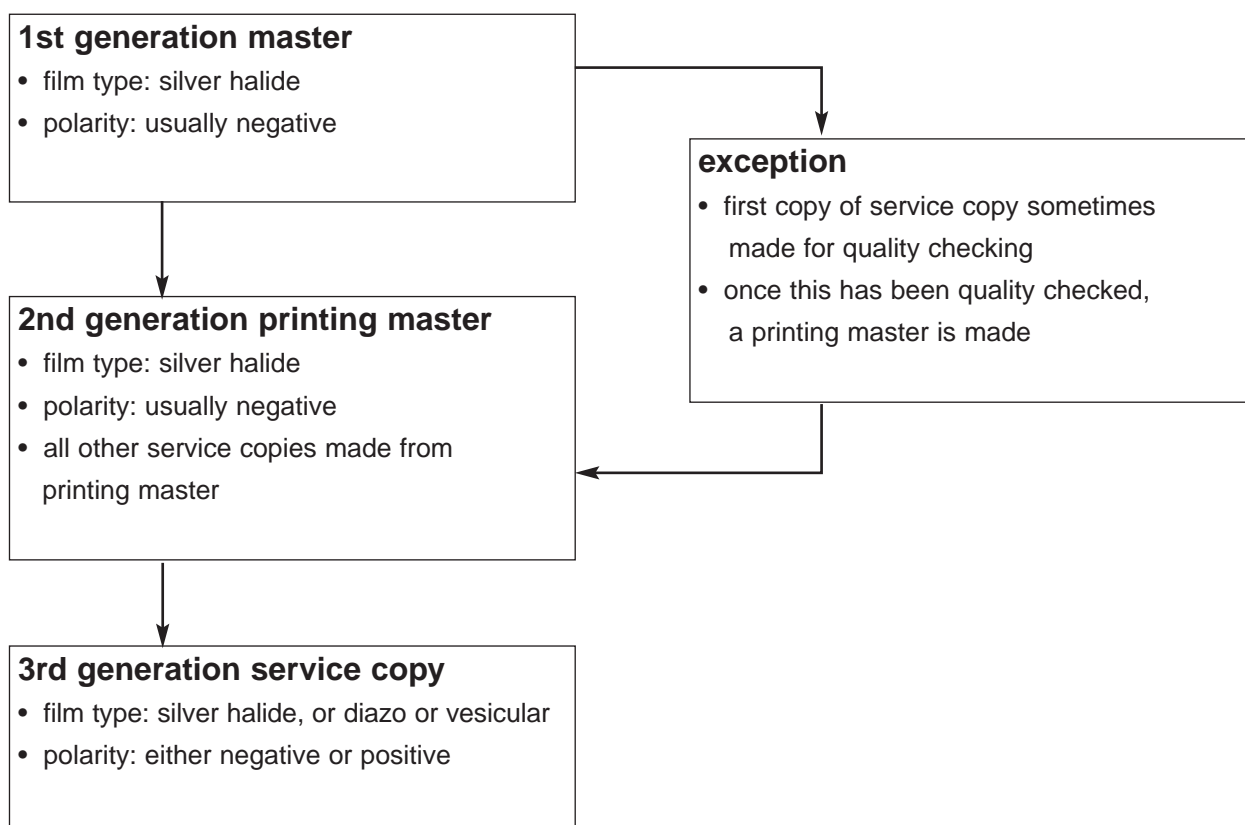 1st generation master
• film type: silver halide
• polarity: usually negative
exception
• first copy of service copy sometimes
made for quality checking
• once this has been quality checked,
a printing master is made
2nd generation printing master
• film type: silver halide
• polarity: usually negative
• all other service copies made from
printing master
3rd generation service copy
• film type: silver halide, or diazo or vesicular
• polarity: either negative or positive